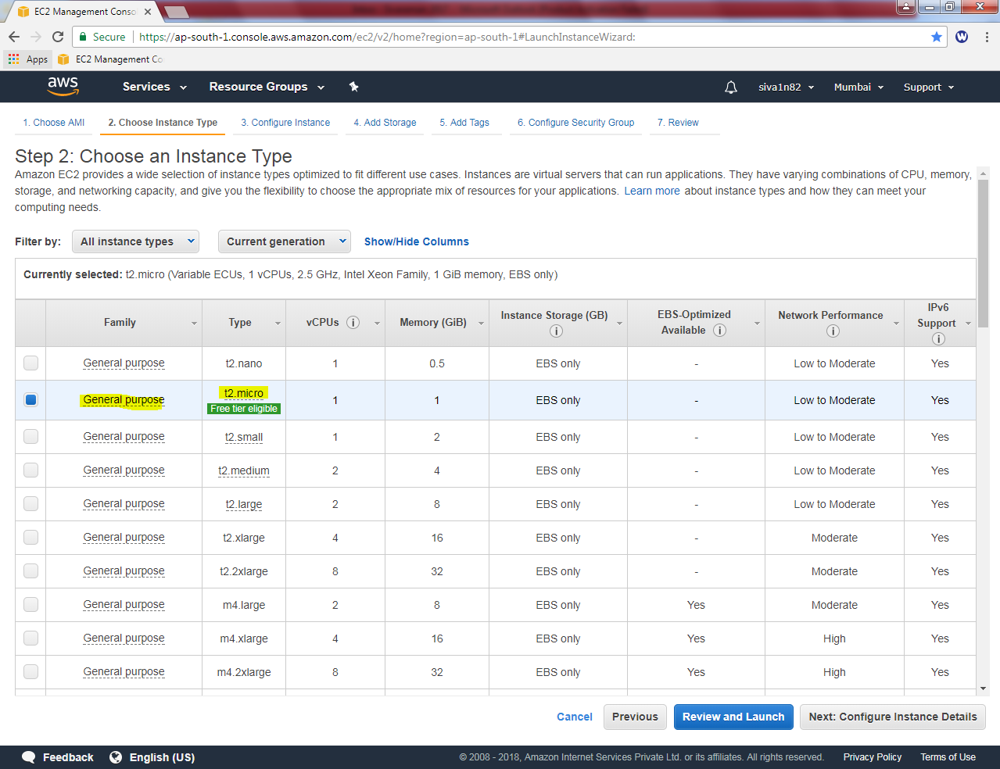 EC2 Management Conso
Secure
https://ap-south-1.console.aws.amazon.com/ec2/v2/home?region=ap-south-1#LaunchInstanceWizard:
W
Apps
EC2 Management Co
aws
Services
Resource Groups
siva1n82
Mumbai
Support
1. Choose AMI
2. Choose Instance Type
3. Configure Instance
4. Add Storage
5. Add Tags
6. Configure Security Group
7. Review
Step 2: Choose an Instance Type
Amazon EC2 provides a wide selection of instance types optimized to fit different use cases. Instances are virtual servers that can run applications. They have varying combinations of CPU, memory,
storage, and networking capacity, and give you the flexibility to choose the appropriate mix of resources for your applications. Learn more about instance types and how they can meet your
computing needs.
Filter by: All instance types Current generation Show/Hide Columns
Currently selected: t2.micro (Variable ECUs, 1 vCPUs, 2.5 GHz, Intel Xeon Family, 1 GiB memory, EBS only)
Family
Type
vCPUs
Memory (GiB)
Instance Storage (GB)
EBS-Optimized
Available
Network Performance
IPv6
Support
General purpose t2.nano 1 0.5 EBS only - Low to Moderate Yes
General purpose t2.micro 1 1 EBS only - Low to Moderate Yes
Free tier eligible
General purpose t2.small 1 2 EBS only - Low to Moderate Yes
General purpose t2.medium 2 4 EBS only - Low to Moderate Yes
General purpose t2.large 2 8 EBS only - Low to Moderate Yes
General purpose t2.xlarge 4 16 EBS only - Moderate Yes
General purpose t2.2xlarge 8 32 EBS only - Moderate Yes
General purpose m4.large 2 8 EBS only Yes Moderate Yes
General purpose m4.xlarge 4 16 EBS only Yes High Yes
General purpose m4.2xlarge 8 32 EBS only Yes High Yes
Cancel
Previous
Review and Launch
Next: Configure Instance Details
Feedback
English (US)
© 2008 - 2018, Amazon Internet Services Private Ltd. or its affiliates. All rights reserved.
Privacy Policy
Terms of Use